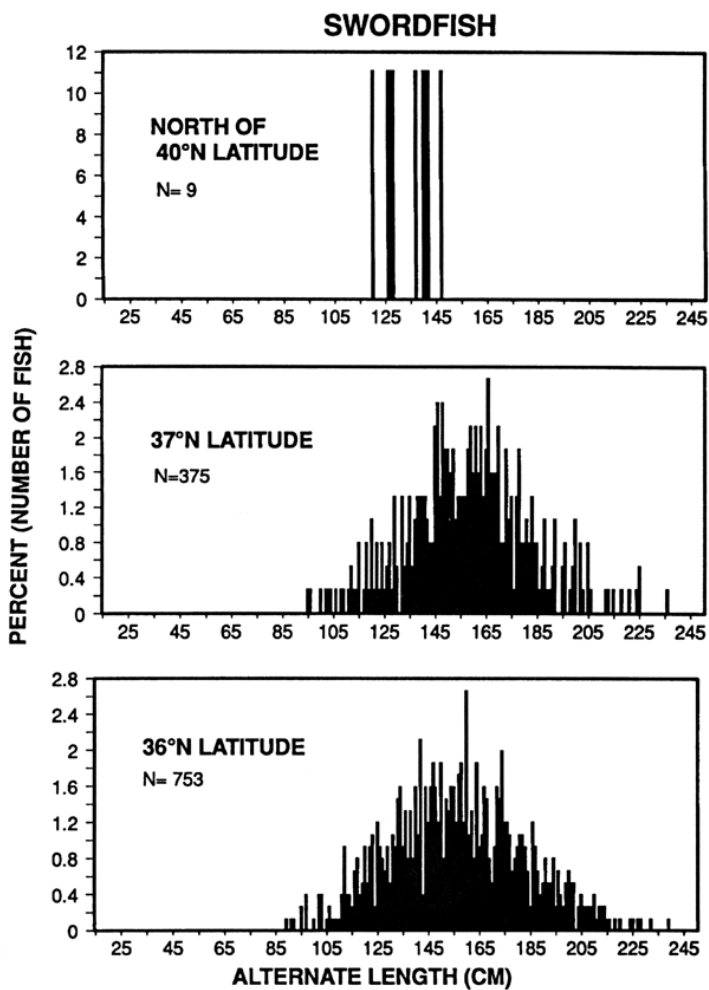 SWORDFISH
12
10
8
6
4
2
0
NORTH OF
40°N LATITUDE
N= 9
25 45 65 85 105 125 145 165 185 205 225 245
PERCENT (NUMBER OF FISH)
2.8
2.4
2
1.6
1.2
0.8
0.4
0
37°N LATITUDE
N=375
25 45 65 85 105 125 145 165 185 205 225 245
2.8
2.4
2
1.6
1.2
0.8
0.4
0
36°N LATITUDE
N= 753
25 45 65 85 105 125 145 165 185 205 225 245
ALTERNATE LENGTH (CM)